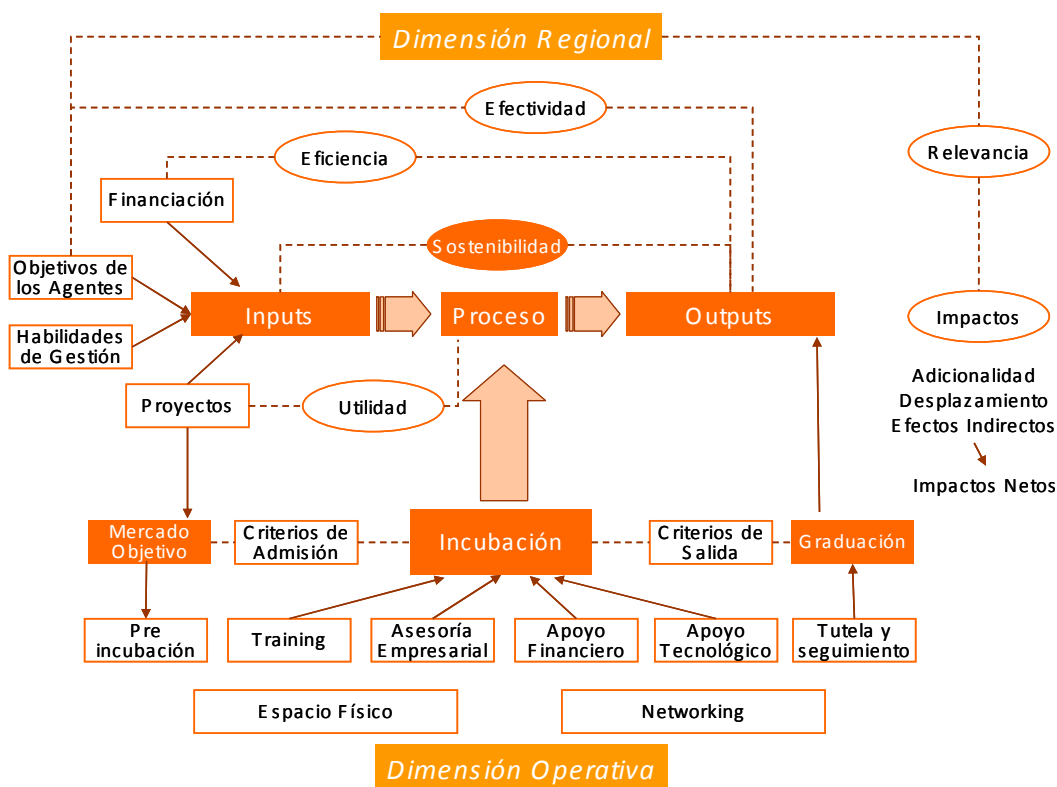 Dimensión Regional
Efectividad
Eficiencia
Relevancia
Financiación
Sostenibilidad
Objetivos de
los Agentes
Inputs
Proceso
Outputs
Impactos
Habilidades
de Gestión
Proyectos
Utilidad
Adicionalidad
Desplazamiento
Efectos Indirectos
Impactos Netos
Mercado
Objetivo
Criterios de
Admisión
Incubación
Criterios de
Salida
Graduación
Pre
incubación
Training
Asesoría
Empresarial
Apoyo
Financiero
Apoyo
Tecnológico
Tutela y
seguimiento
Espacio Físico
Networking
Dimensión Operativa